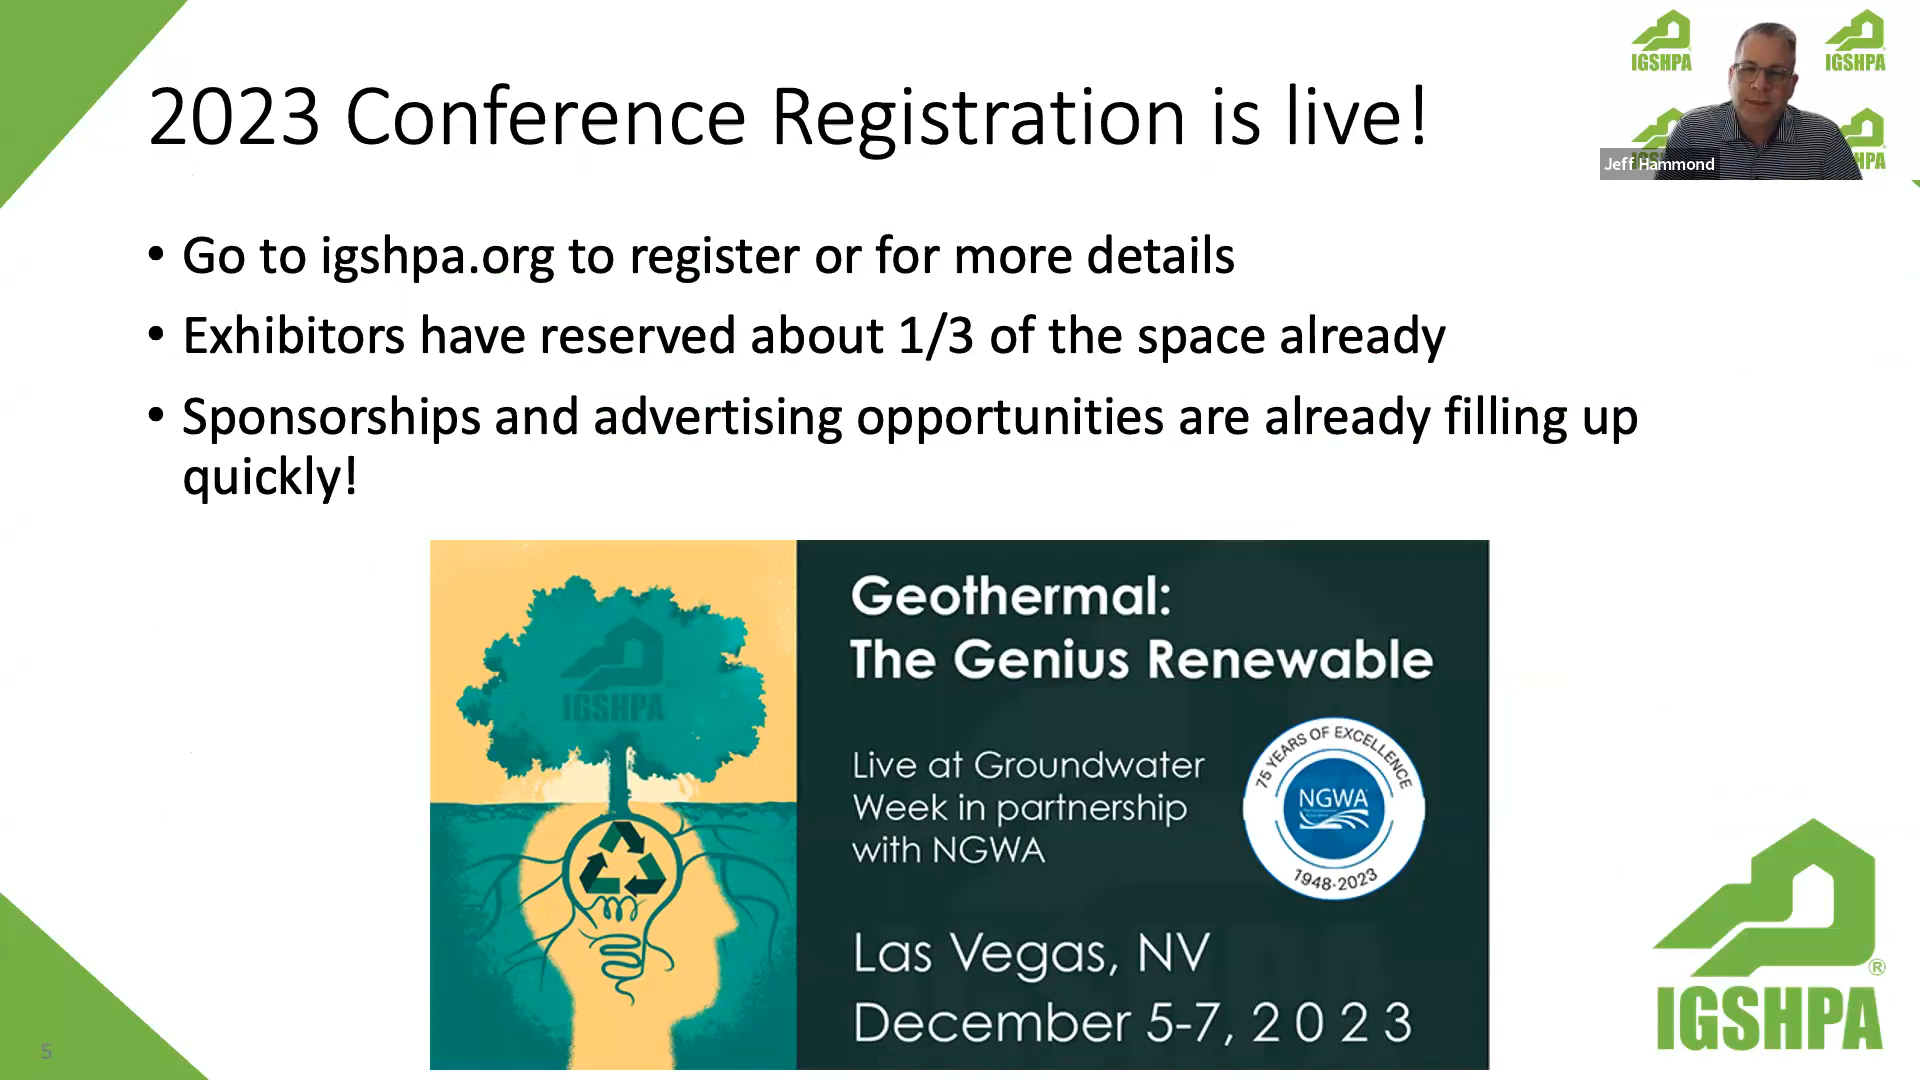 2023 Conference Registration is live!
• Go to igshpa.org to register or for more details
• Exhibitors have reserved about 1/3 of the space already
• Sponsorships and advertising opportunities are already filling up
quickly!
IGSHPA
IGSHPA
HPA
Jeff Hammond
IGSHPA
Geothermal:
The Genius Renewable
Live at Groundwater
Week in partnership
with NGWA
75 YEARS OF EXCELLENCE
NGWA
1948-2023
Las Vegas, NV
December 5-7, 2023
®
IGSHPA
5